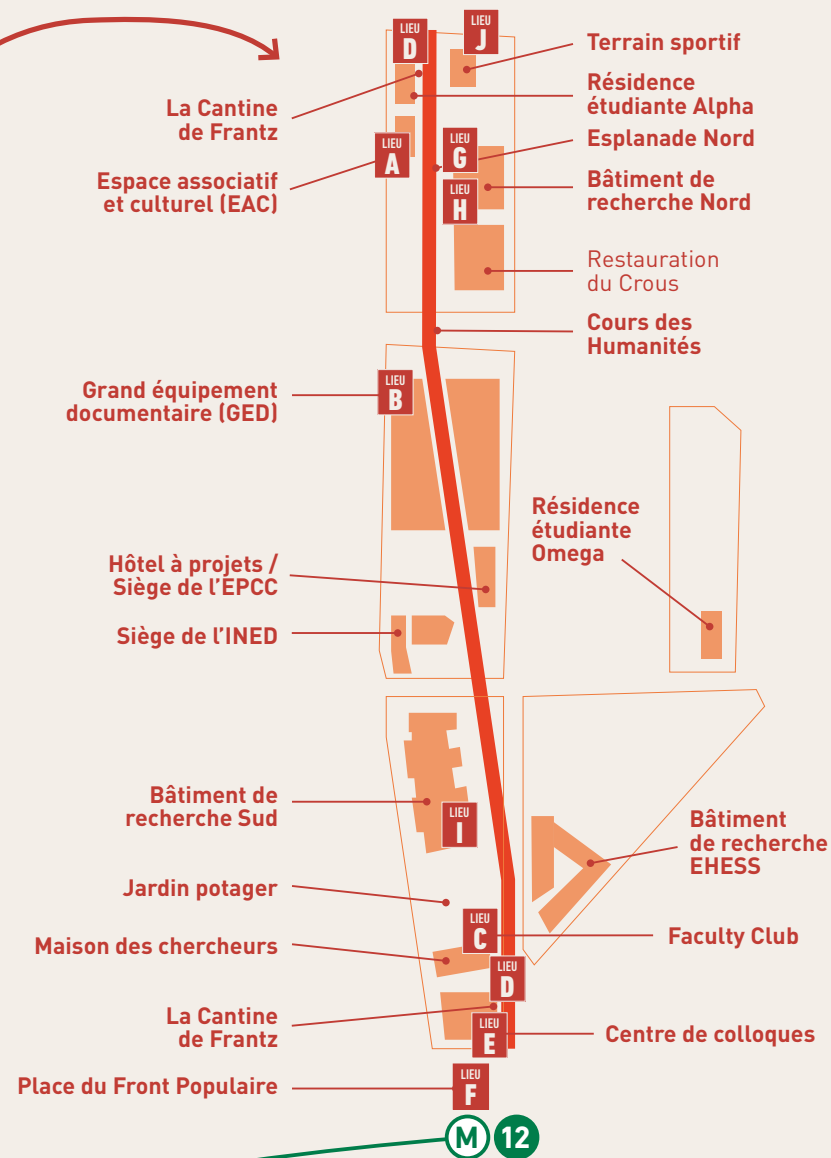 LIEU
D
LIEU
J
Terrain sportif
La Cantine
de Frantz
Résidence
étudiante Alpha
LIEU
A
LIEU
G
Esplanade Nord
Espace associatif
et culturel (EAC)
LIEU
H
Bâtiment de
recherche Nord
Restauration
du Crous
Cours des
Humanités
Grand équipement
documentaire (GED)
LIEU
B
Résidence
étudiante
Omega
Hôtel à projets /
Siège de l'EPCC
Siège de l'INED
Bâtiment de
recherche Sud
LIEU
I
Bâtiment
de recherche
EHESS
Jardin potager
LIEU
C
Faculty Club
Maison des chercheurs
LIEU
D
La Cantine
de Frantz
LIEU
E
Centre de colloques
Place du Front Populaire
LIEU
F
M 12